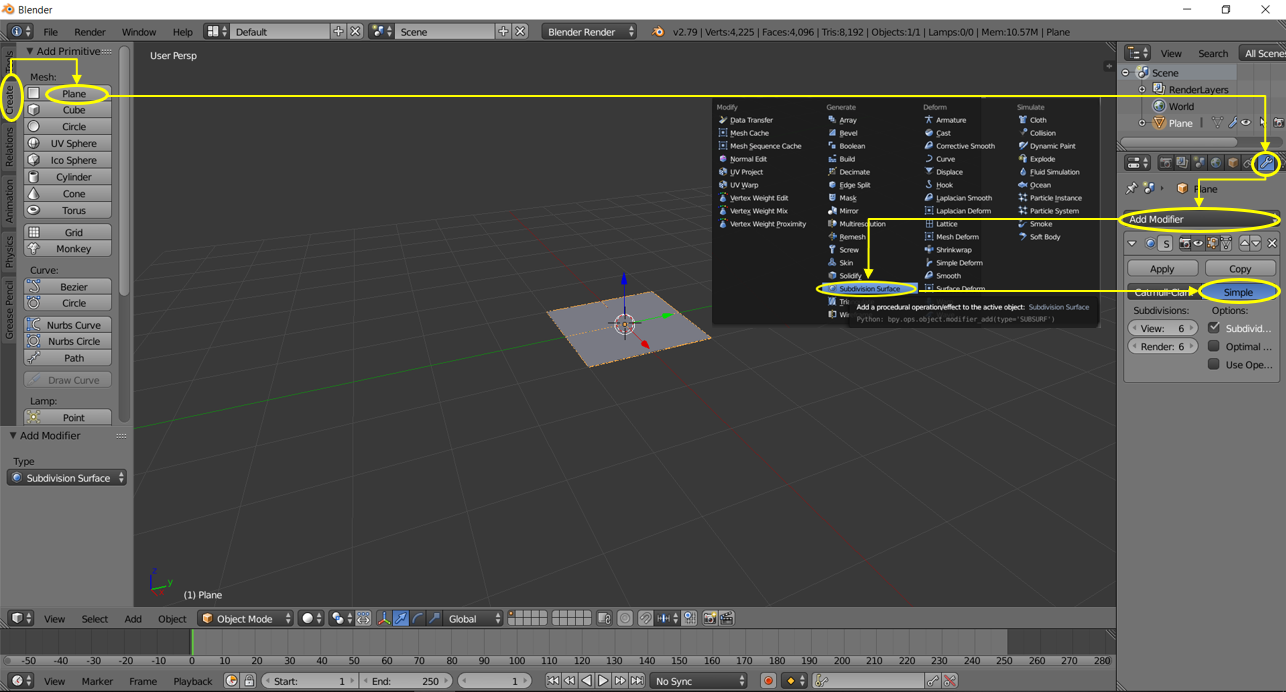 Blender
File Render Window Help Default Scene Blender Render v2.79 | Verts:4,225 | Faces:4,096 | Tris:8,192 | Objects:1/1 | Lamps:0/0 | Mem:10.57M | Plane
Create
Relations
Animation
Physics
Grease Pencil
Add Primitive
Mesh:
Plane
Cube
Circle
UV Sphere
Ico Sphere
Cylinder
Cone
Torus
Grid
Monkey
Curve:
Bezier
Circle
Nurbs Curve
Nurbs Circle
Path
Draw Curve
Lamp:
Point
Add Modifier
Type
Subdivision Surface
User Persp
Modify
Data Transfer
Mesh Cache
Mesh Sequence Cache
Normal Edit
UV Project
UV Warp
Vertex Weight Edit
Vertex Weight Mix
Vertex Weight Proximity
Generate
Array
Bevel
Boolean
Build
Decimate
Edge Split
Mask
Mirror
Multiresolution
Remesh
Screw
Skin
Solidify
Subdivision Surface
Deform
Armature
Cast
Corrective Smooth
Curve
Displace
Hook
Laplacian Smooth
Laplacian Deform
Lattice
Mesh Deform
Shrinkwrap
Simple Deform
Smooth
Surface Deform
Simulate
Cloth
Collision
Dynamic Paint
Explode
Fluid Simulation
Ocean
Particle Instance
Particle System
Smoke
Soft Body
Add a procedural operation/effect to the active object: Subdivision Surface
Python: bpy.ops.object.modifier_add(type='SUBSURF')
z
y
(1) Plane
View Search All Scenes
Scene
RenderLayers
World
Plane
Plane
Add Modifier
S
Apply Copy
Catmull-Clark Simple
Subdivisions: Options:
View: 6 Subdivid...
Render: 6 Optimal ...
Use Ope...
View Select Add Object Object Mode Global
-50 -40 -30 -20 -10 0 10 20 30 40 50 60 70 80 90 100 110 120 130 140 150 160 170 180 190 200 210 220 230 240 250 260 270 280
View Marker Frame Playback Start: 1 End: 250 1 No Sync